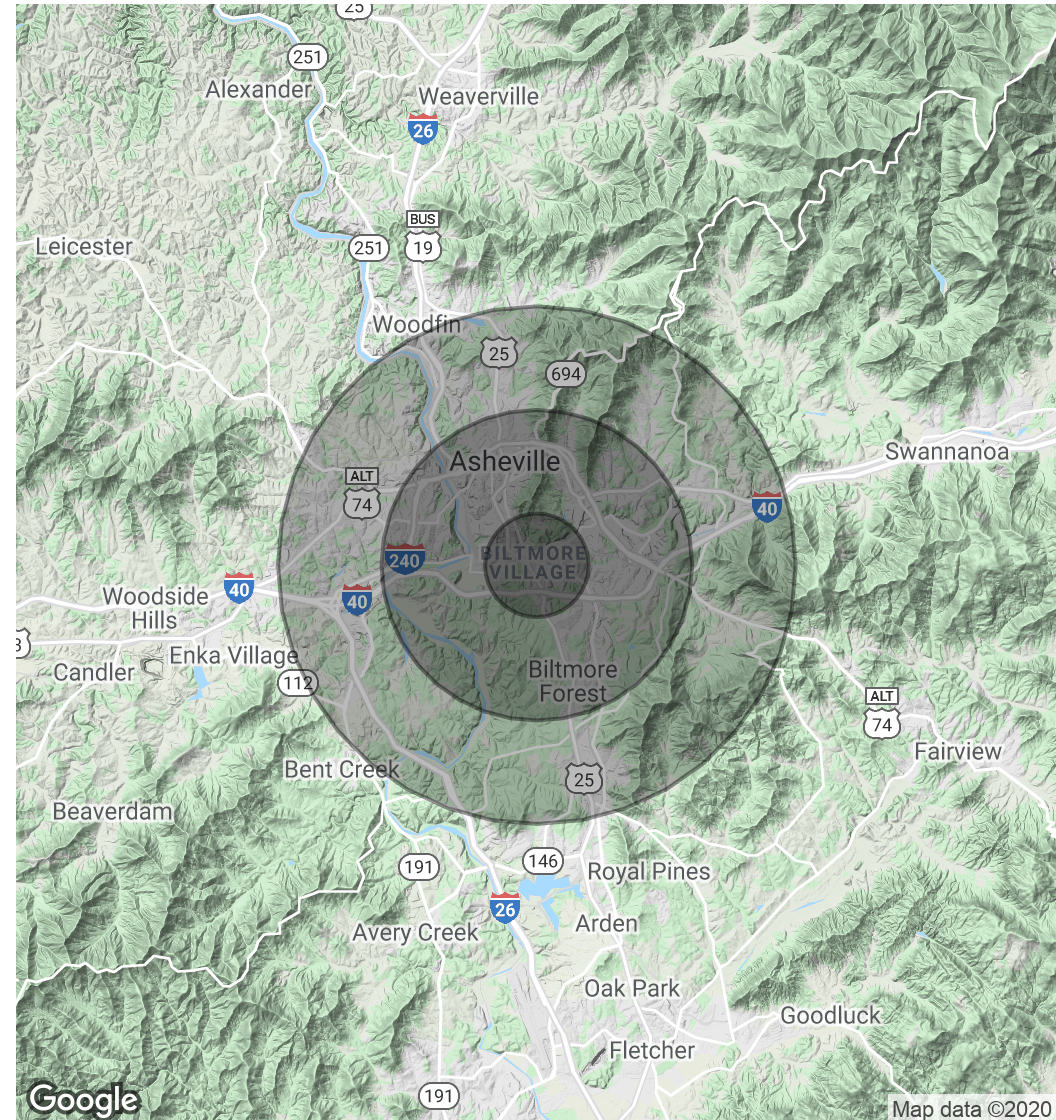 25
251
Alexander
Weaverville
26
BUS
19
251
Leicester
Woodfin
25
694
Swannanoa
Asheville
ALT
74
40
BILTMORE
VILLAGE
240
40
40
Woodside
Hills
Enka Village
Candler
112
Biltmore
Forest
ALT
74
Fairview
Bent Creek
25
Beaverdam
191
146
Royal Pines
26
Arden
Avery Creek
Oak Park
Goodluck
Fletcher
191
Google
Map data ©2020